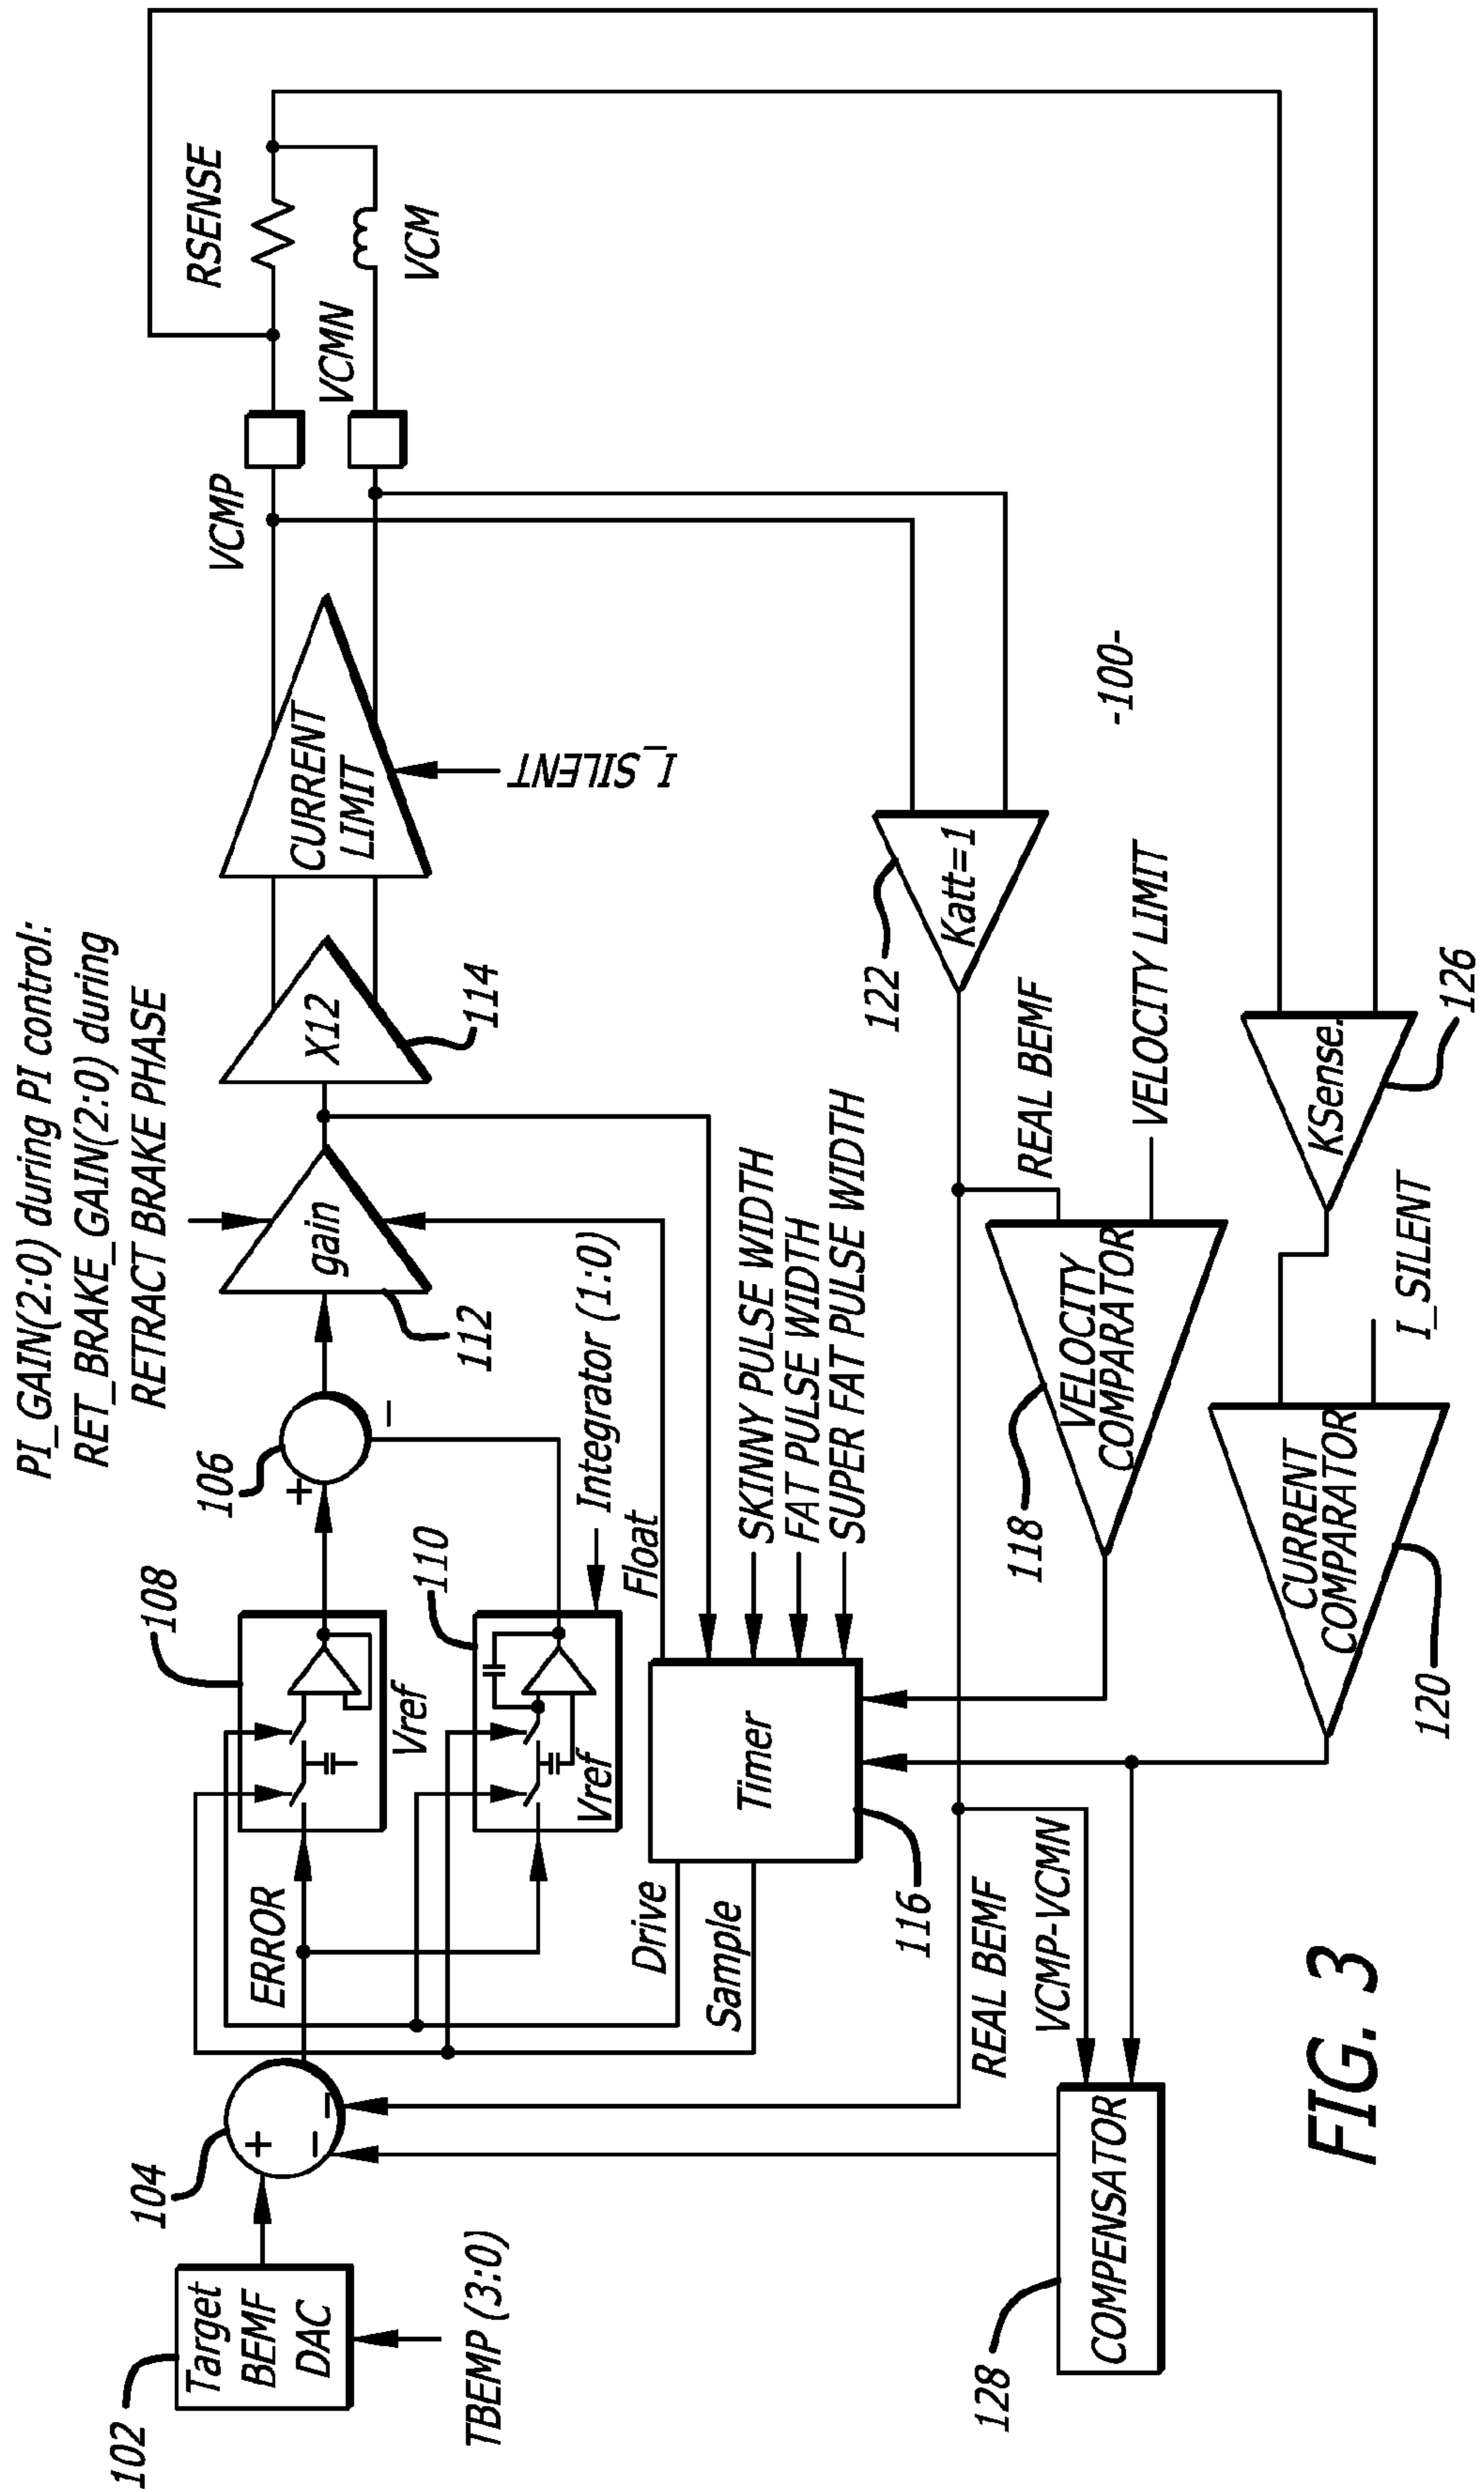 PI_GAIN(2:0) during PI control:
RET_BRAKE_GAIN(2:0) during
RETRACT BRAKE PHASE
102
Target
BEMF
DAC
TBEMP (3:0)
104
+
−
−
ERROR
108
Vref
110
Vref
Integrator (1:0)
106
+
−
gain
112
X12
114
CURRENT
LIMIT
I_SILENT
VCMP
VCMN
RSENSE
VCM
Drive
Sample
Float
Timer
116
SKINNY PULSE WIDTH
FAT PULSE WIDTH
SUPER FAT PULSE WIDTH
122
Katt=1
REAL BEMF
VELOCITY LIMIT
118
VELOCITY
COMPARATOR
-100-
REAL BEMF
VCMP-VCMN
128
COMPENSATOR
120
CURRENT
COMPARATOR
I_SILENT
KSense.
126
FIG. 3